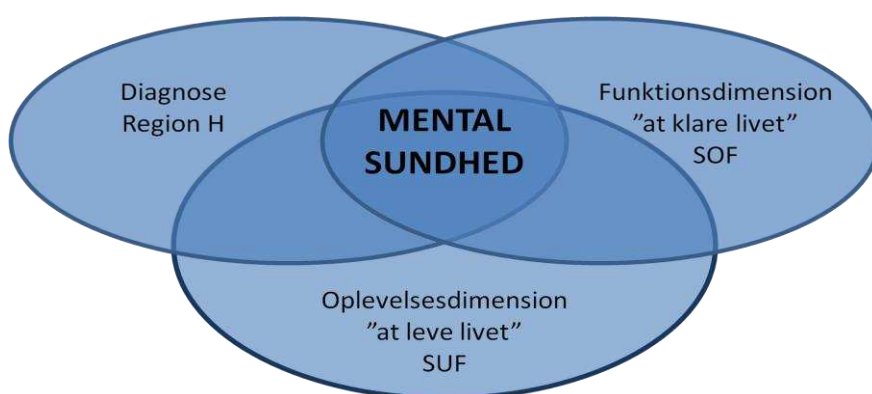 Diagnose
Region H
MENTAL
SUNDHED
Funktionsdimension
"at klare livet"
SOF
Oplevelsesdimension
"at leve livet"
SUF